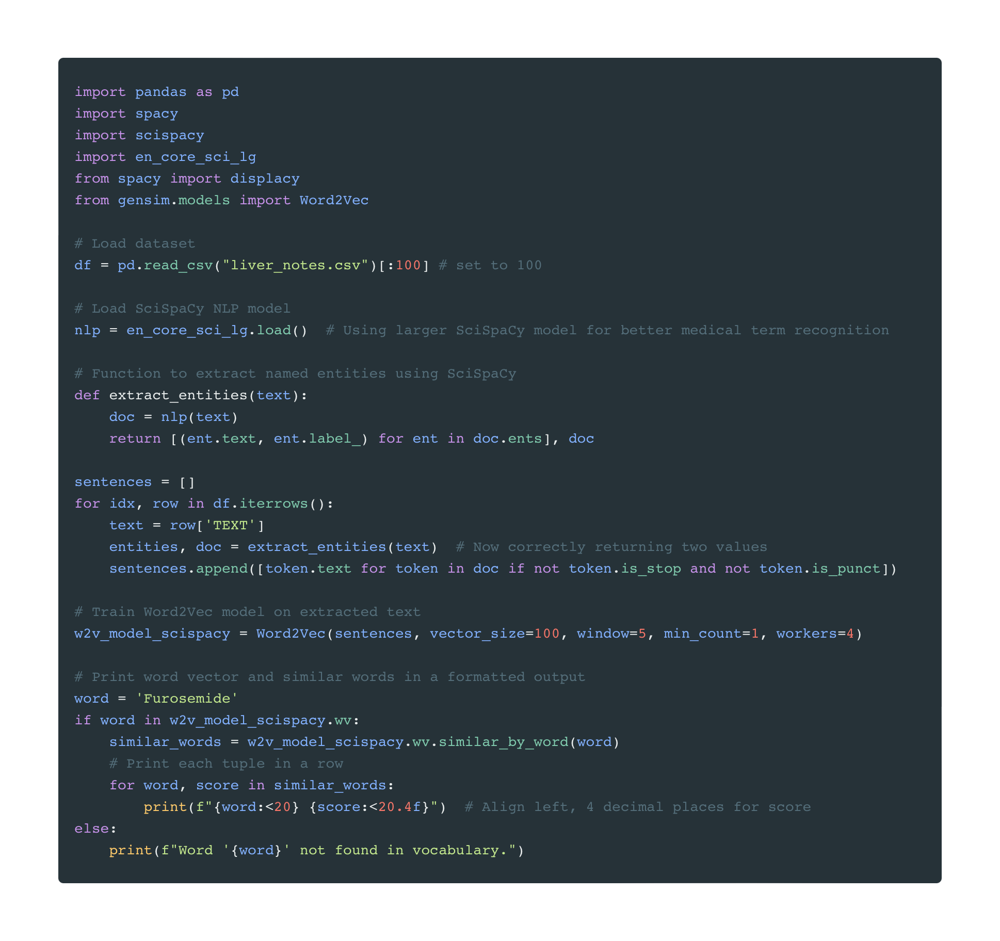 import pandas as pd
import spacy
import scispacy
import en_core_sci_lg
from spacy import displacy
from gensim.models import Word2Vec

# Load dataset
df = pd.read_csv("liver_notes.csv")[:100] # set to 100

# Load SciSpaCy NLP model
nlp = en_core_sci_lg.load()  # Using larger SciSpaCy model for better medical term recognition

# Function to extract named entities using SciSpaCy
def extract_entities(text):
    doc = nlp(text)
    return [(ent.text, ent.label_) for ent in doc.ents], doc

sentences = []
for idx, row in df.iterrows():
    text = row['TEXT']
    entities, doc = extract_entities(text)  # Now correctly returning two values
    sentences.append([token.text for token in doc if not token.is_stop and not token.is_punct])

# Train Word2Vec model on extracted text
w2v_model_scispacy = Word2Vec(sentences, vector_size=100, window=5, min_count=1, workers=4)

# Print word vector and similar words in a formatted output
word = 'Furosemide'
if word in w2v_model_scispacy.wv:
    similar_words = w2v_model_scispacy.wv.similar_by_word(word)
    # Print each tuple in a row
    for word, score in similar_words:
        print(f"{word:<20} {score:<20.4f}")  # Align left, 4 decimal places for score
else:
    print(f"Word '{word}' not found in vocabulary.")